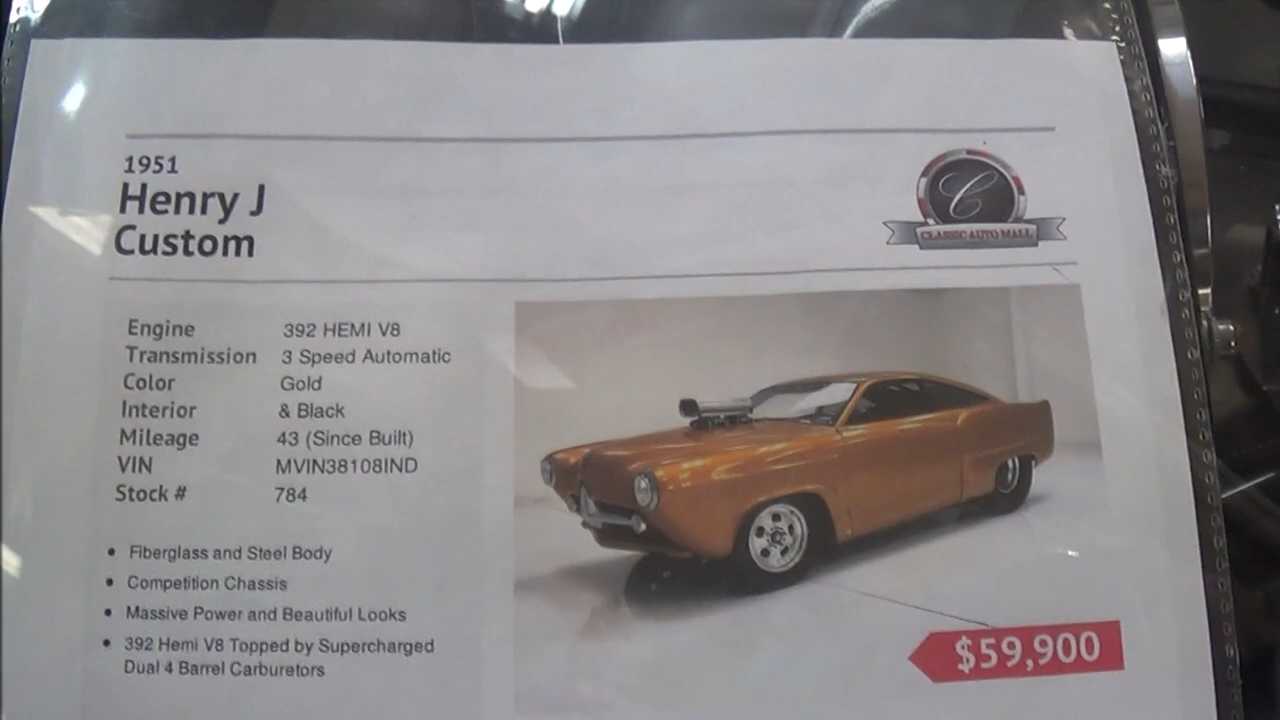 1951
Henry J
Custom
C
CLASSIC AUTO MALL
Engine 392 HEMI V8
Transmission 3 Speed Automatic
Color Gold
Interior & Black
Mileage 43 (Since Built)
VIN MVIN38108IND
Stock # 784
• Fiberglass and Steel Body
• Competition Chassis
• Massive Power and Beautiful Looks
• 392 Hemi V8 Topped by Supercharged
Dual 4 Barrel Carburetors
$59,900